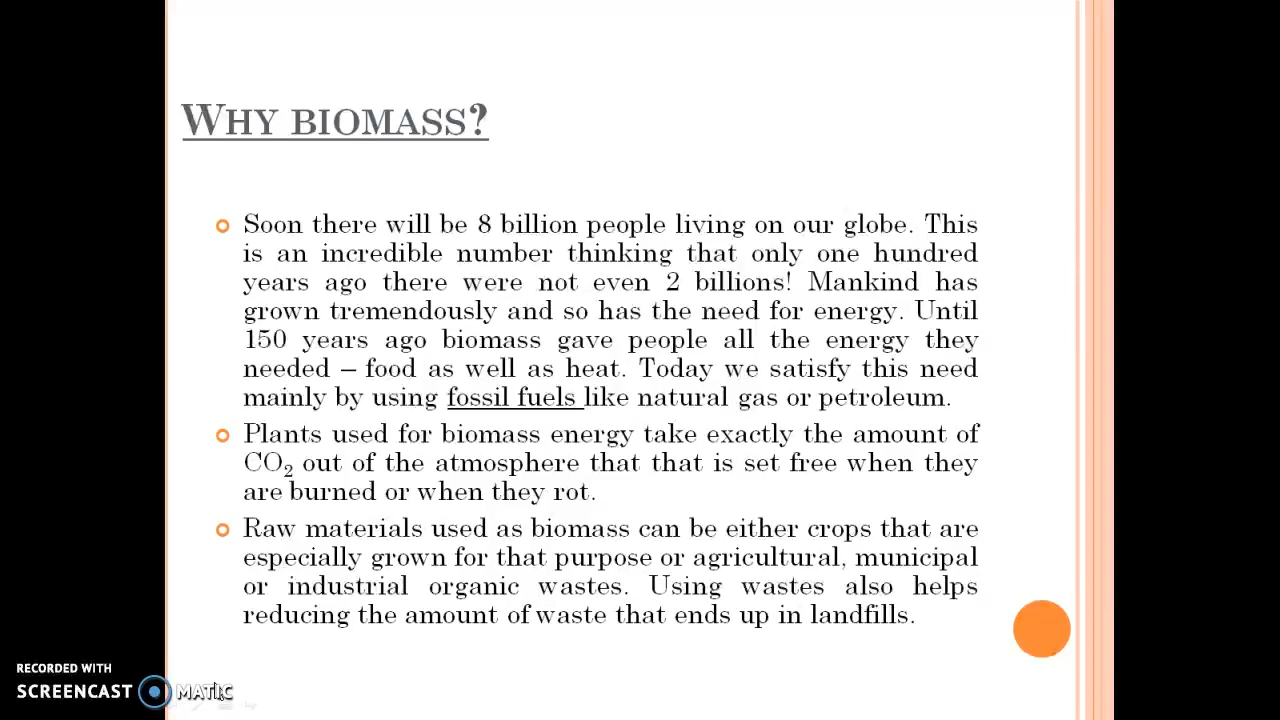 WHY BIOMASS?
Soon there will be 8 billion people living on our globe. This
is an incredible number thinking that only one hundred
years ago there were not even 2 billions! Mankind has
grown tremendously and so has the need for energy. Until
150 years ago biomass gave people all the energy they
needed – food as well as heat. Today we satisfy this need
mainly by using fossil fuels like natural gas or petroleum.
Plants used for biomass energy take exactly the amount of
CO₂ out of the atmosphere that that is set free when they
are burned or when they rot.
Raw materials used as biomass can be either crops that are
especially grown for that purpose or agricultural, municipal
or industrial organic wastes. Using wastes also helps
reducing the amount of waste that ends up in landfills.
RECORDED WITH
SCREENCAST MATIC